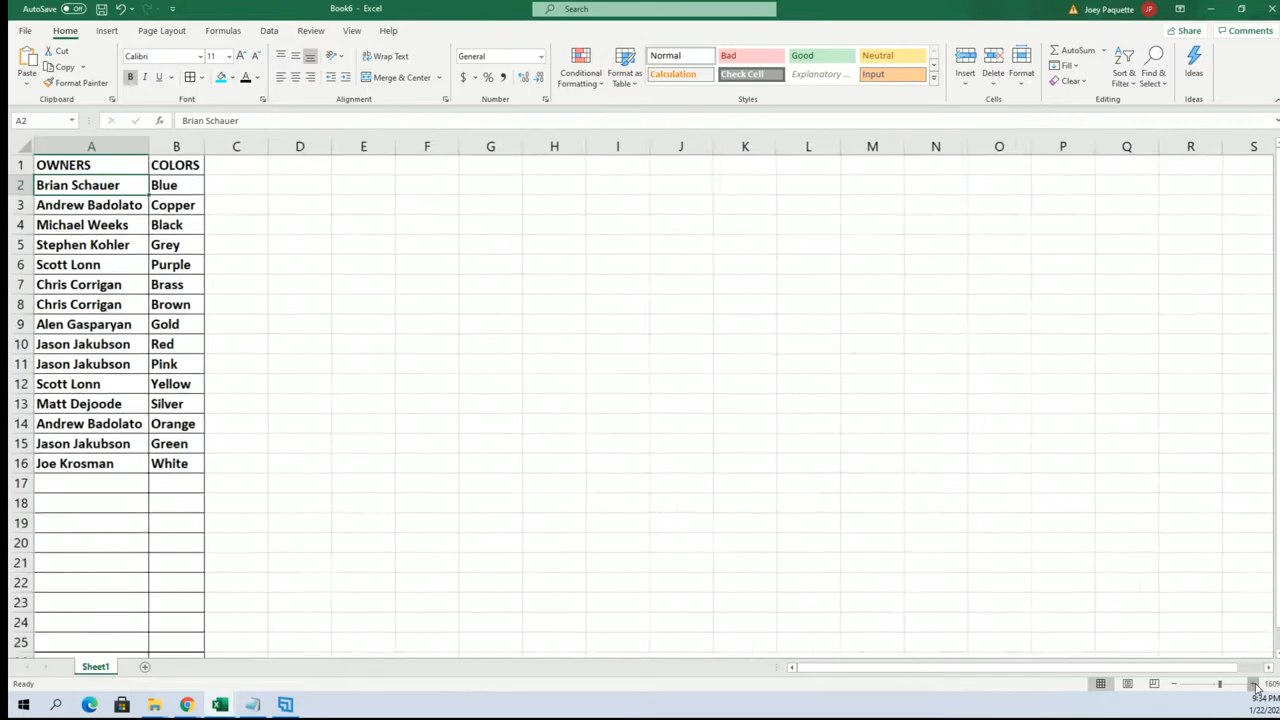 AutoSave Off Book6 - Excel Search Joey Paquette JP
File Home Insert Page Layout Formulas Data Review View Help Share Comments
Paste Cut Copy Format Painter Clipboard
Calibri 11 B I U A Font
Wrap Text Merge & Center Alignment
General $ % Number
Conditional Formatting Format as Table
Normal Bad Good Neutral
Calculation Check Cell Explanatory ... Input
Styles
Insert Delete Format Cells
AutoSum Fill Clear Sort & Filter Find & Select Editing
Ideas Ideas
A2 fx Brian Schauer
A B C D E F G H I J K L M N O P Q R S
1 OWNERS COLORS
2 Brian Schauer Blue
3 Andrew Badolato Copper
4 Michael Weeks Black
5 Stephen Kohler Grey
6 Scott Lonn Purple
7 Chris Corrigan Brass
8 Chris Corrigan Brown
9 Alen Gasparyan Gold
10 Jason Jakubson Red
11 Jason Jakubson Pink
12 Scott Lonn Yellow
13 Matt Dejoode Silver
14 Andrew Badolato Orange
15 Jason Jakubson Green
16 Joe Krosman White
17
18
19
20
21
22
23
24
25
Sheet1
Ready 160%
9:34 PM
1/22/202